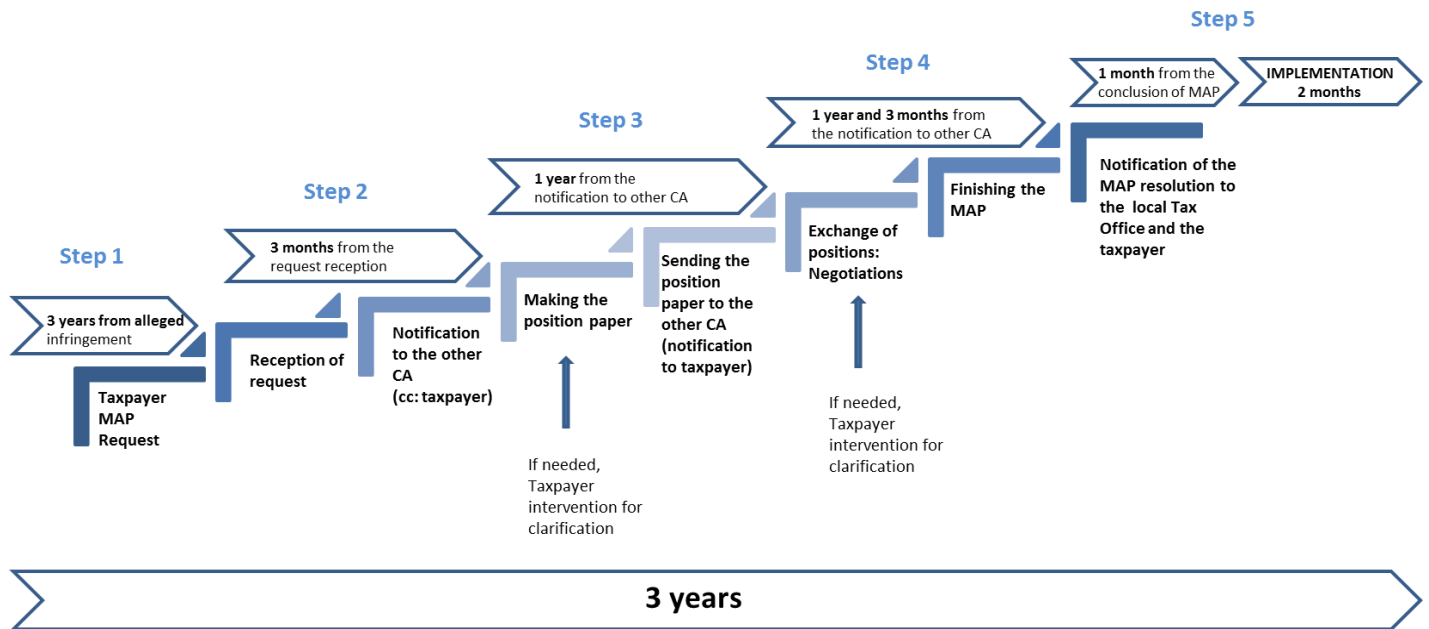 Step 1
3 years from alleged
infringement
Taxpayer
MAP
Request
Reception of
request
Step 2
3 months from the
request reception
Notification
to the other
CA
(cc: taxpayer)
Making the
position paper
If needed,
Taxpayer
intervention for
clarification
Step 3
1 year from the
notification to other CA
Sending the
position
paper to the
other CA
(notification
to taxpayer)
Exchange of
positions:
Negotiations
If needed,
Taxpayer
intervention for
clarification
Step 4
1 year and 3 months from
the notification to other CA
Finishing the
MAP
Step 5
1 month from the
conclusion of MAP
IMPLEMENTATION
2 months
Notification of the
MAP resolution to
the local Tax
Office and the
taxpayer
3 years